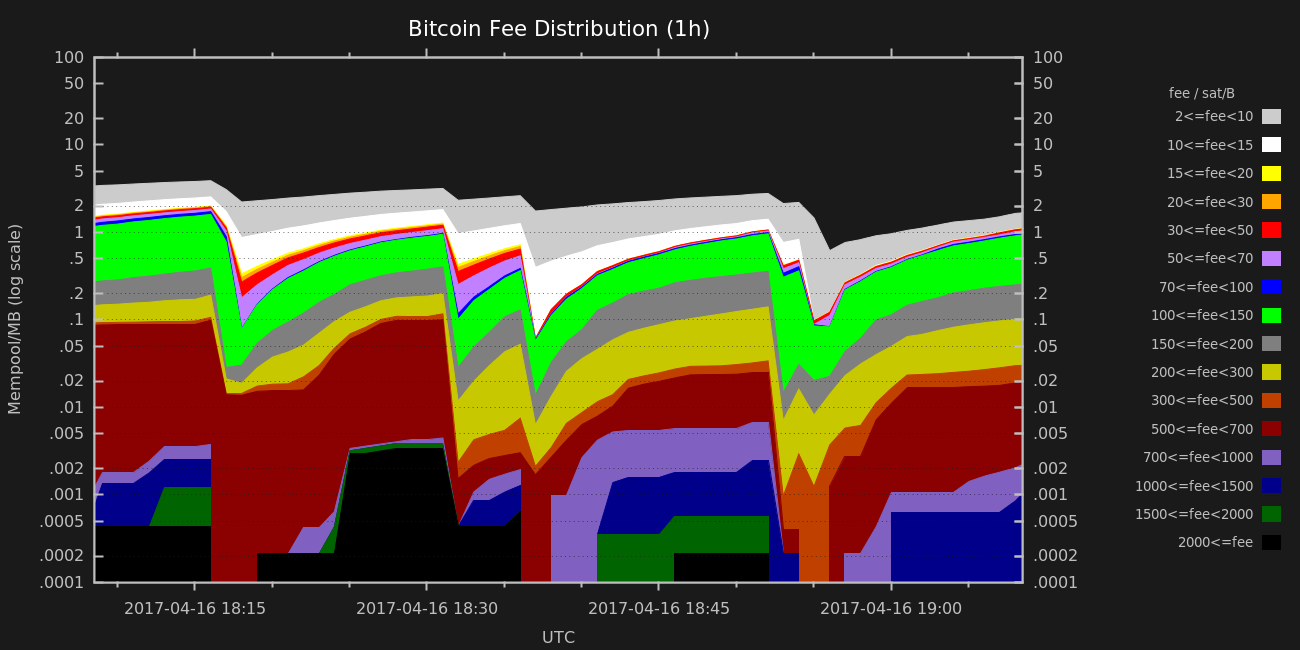 Bitcoin Fee Distribution (1h)
100
50
20
10
5
2
1
.5
.2
.1
.05
.02
.01
.005
.002
.001
.0005
.0002
.0001
Mempool/MB (log scale)
100
50
20
10
5
2
1
.5
.2
.1
.05
.02
.01
.005
.002
.001
.0005
.0002
.0001
2017-04-16 18:15
2017-04-16 18:30
2017-04-16 18:45
2017-04-16 19:00
UTC
fee / sat/B
2<=fee<10
10<=fee<15
15<=fee<20
20<=fee<30
30<=fee<50
50<=fee<70
70<=fee<100
100<=fee<150
150<=fee<200
200<=fee<300
300<=fee<500
500<=fee<700
700<=fee<1000
1000<=fee<1500
1500<=fee<2000
2000<=fee